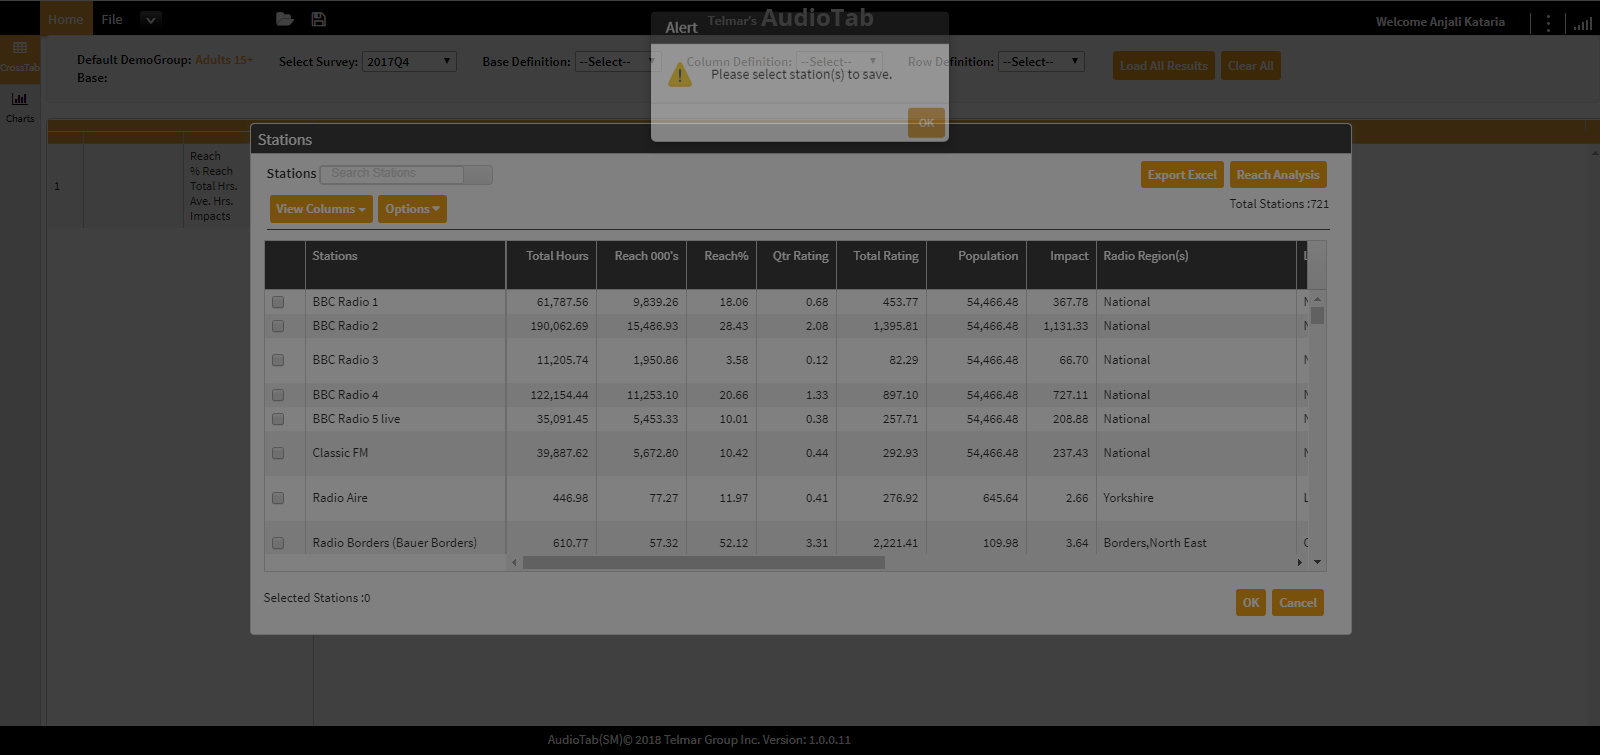 Home File Telmar's AudioTab Welcome Anjali Kataria
Alert
CrossTab
Default DemoGroup: Adults 15+ Select Survey: 2017Q4 Base Definition: --Select-- Column Definition: --Select-- Row Definition: --Select-- Load All Results Clear All
Base:
Please select station(s) to save.
OK
Charts
Stations
1
Reach
% Reach
Total Hrs.
Ave. Hrs.
Impacts
Stations Search Stations Export Excel Reach Analysis
View Columns Options Total Stations :721
Stations Total Hours Reach 000's Reach% Qtr Rating Total Rating Population Impact Radio Region(s)
BBC Radio 1 61,787.56 9,839.26 18.06 0.68 453.77 54,466.48 367.78 National
BBC Radio 2 190,062.69 15,486.93 28.43 2.08 1,395.81 54,466.48 1,131.33 National
BBC Radio 3 11,205.74 1,950.86 3.58 0.12 82.29 54,466.48 66.70 National
BBC Radio 4 122,154.44 11,253.10 20.66 1.33 897.10 54,466.48 727.11 National
BBC Radio 5 live 35,091.45 5,453.33 10.01 0.38 257.71 54,466.48 208.88 National
Classic FM 39,887.62 5,672.80 10.42 0.44 292.93 54,466.48 237.43 National
Radio Aire 446.98 77.27 11.97 0.41 276.92 645.64 2.66 Yorkshire
Radio Borders (Bauer Borders) 610.77 57.32 52.12 3.31 2,221.41 109.98 3.64 Borders,North East
Selected Stations :0 OK Cancel
AudioTab(SM)© 2018 Telmar Group Inc. Version: 1.0.0.11